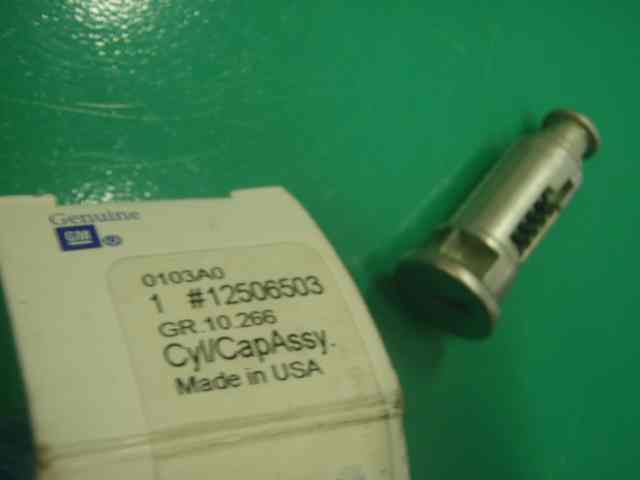 Genuine
GM
0103A0
1 #12506503
GR.10.266
Cyl/CapAssy.
Made in USA